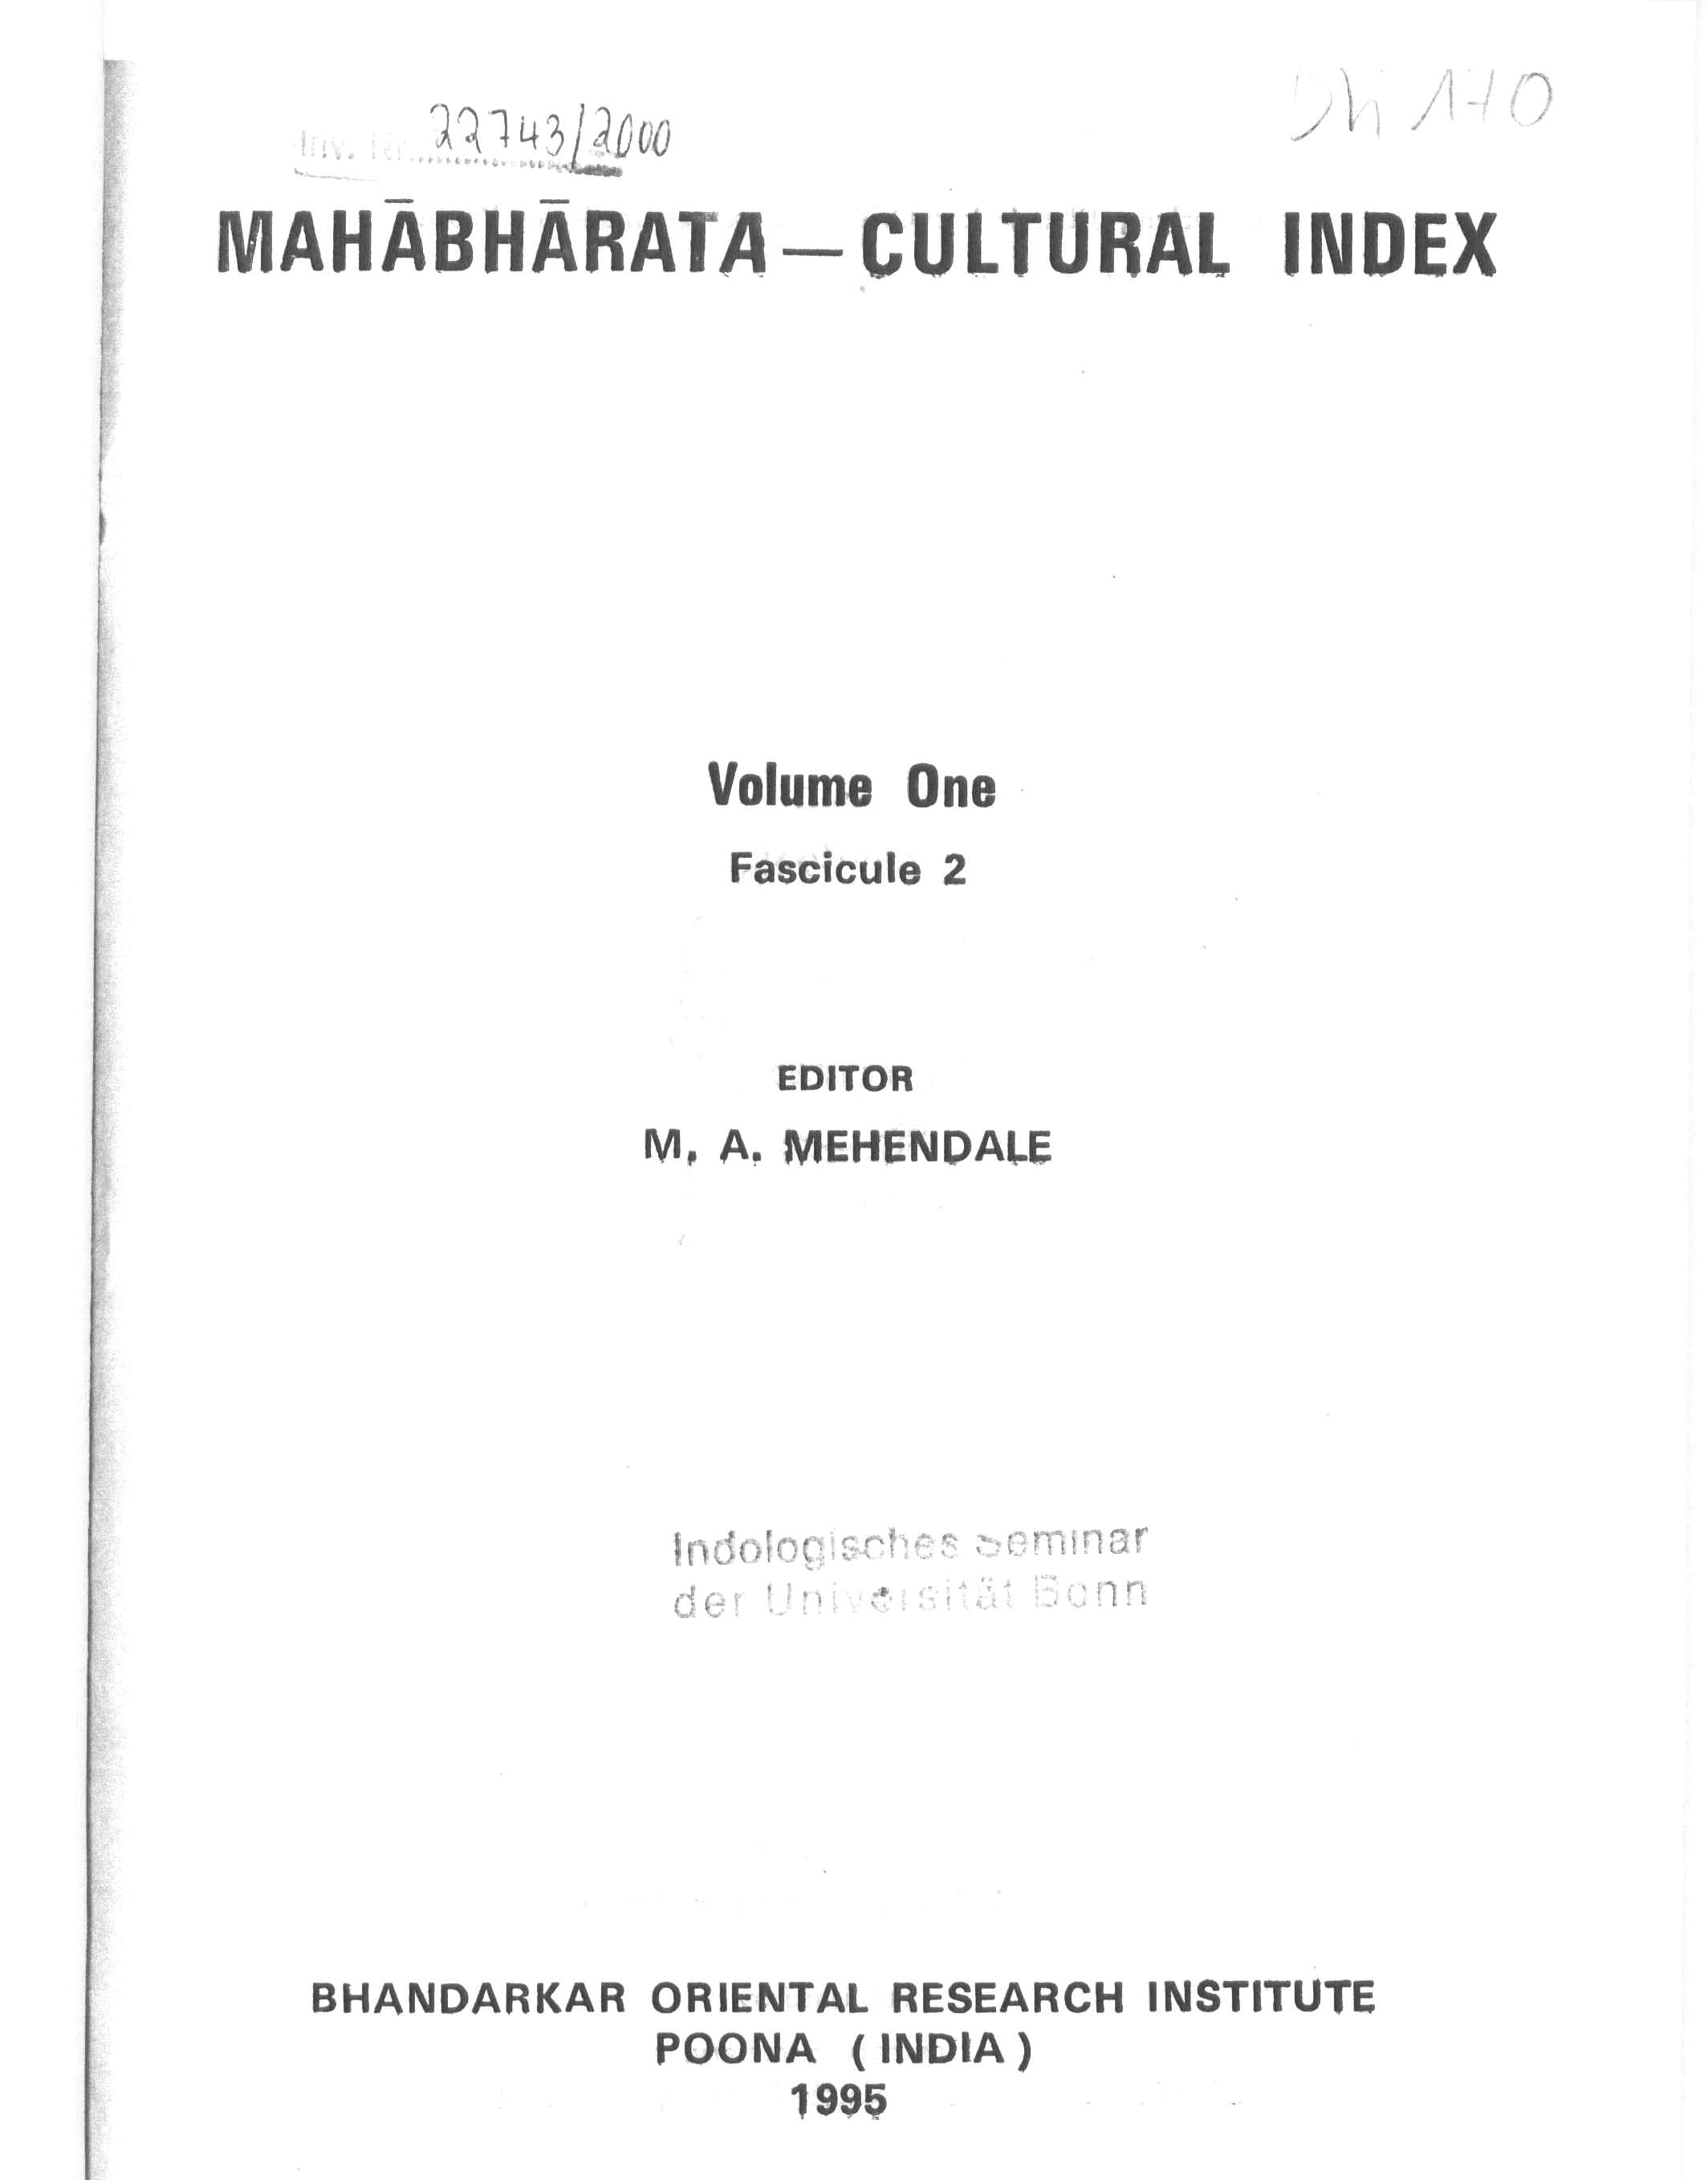 Dh 170
Inv. Nr. 22743/2000
MAHĀBHĀRATA — CULTURAL INDEX
Volume One
Fascicule 2
EDITOR
M. A. MEHENDALE
Indologisches Seminar
der Universität Bonn
BHANDARKAR ORIENTAL RESEARCH INSTITUTE
POONA ( INDIA )
1995